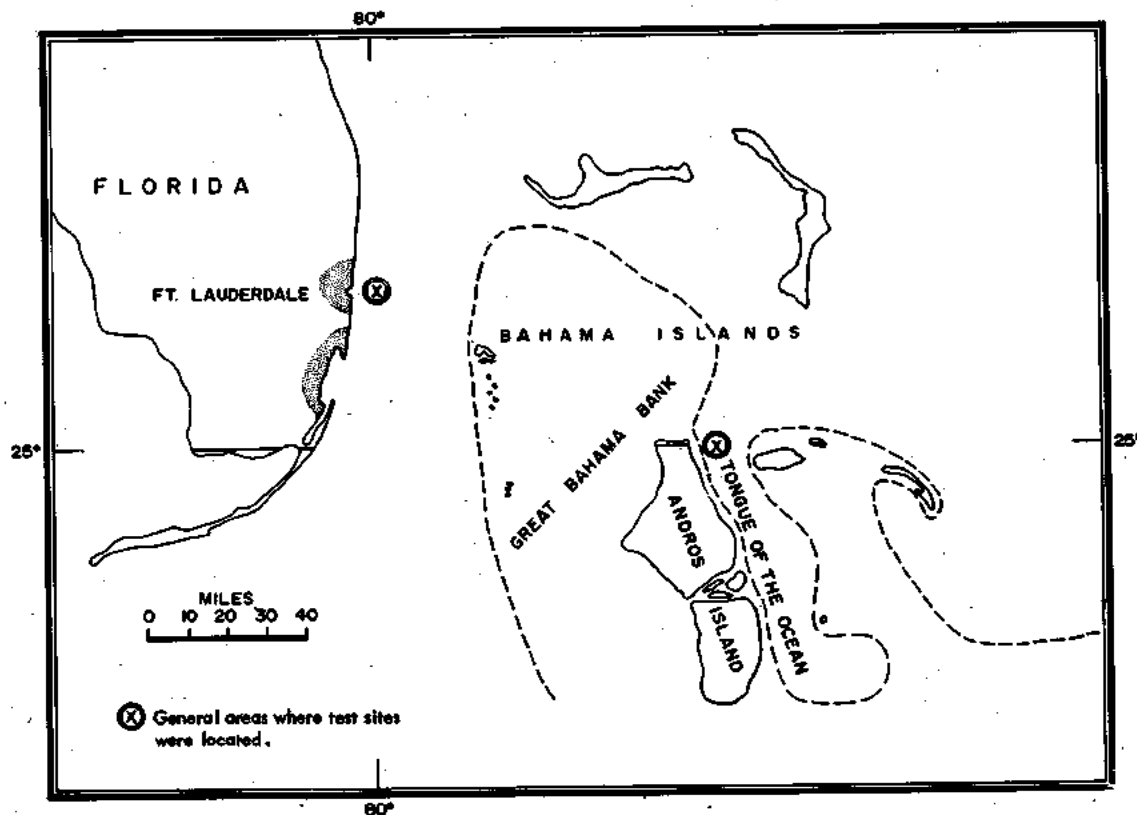 80°
FLORIDA
FT. LAUDERDALE
BAHAMA ISLANDS
GREAT BAHAMA BANK
25°
25°
TONGUE OF THE OCEAN
ANDROS
ISLAND
MILES
0 10 20 30 40
General areas where test sites
were located.
80°